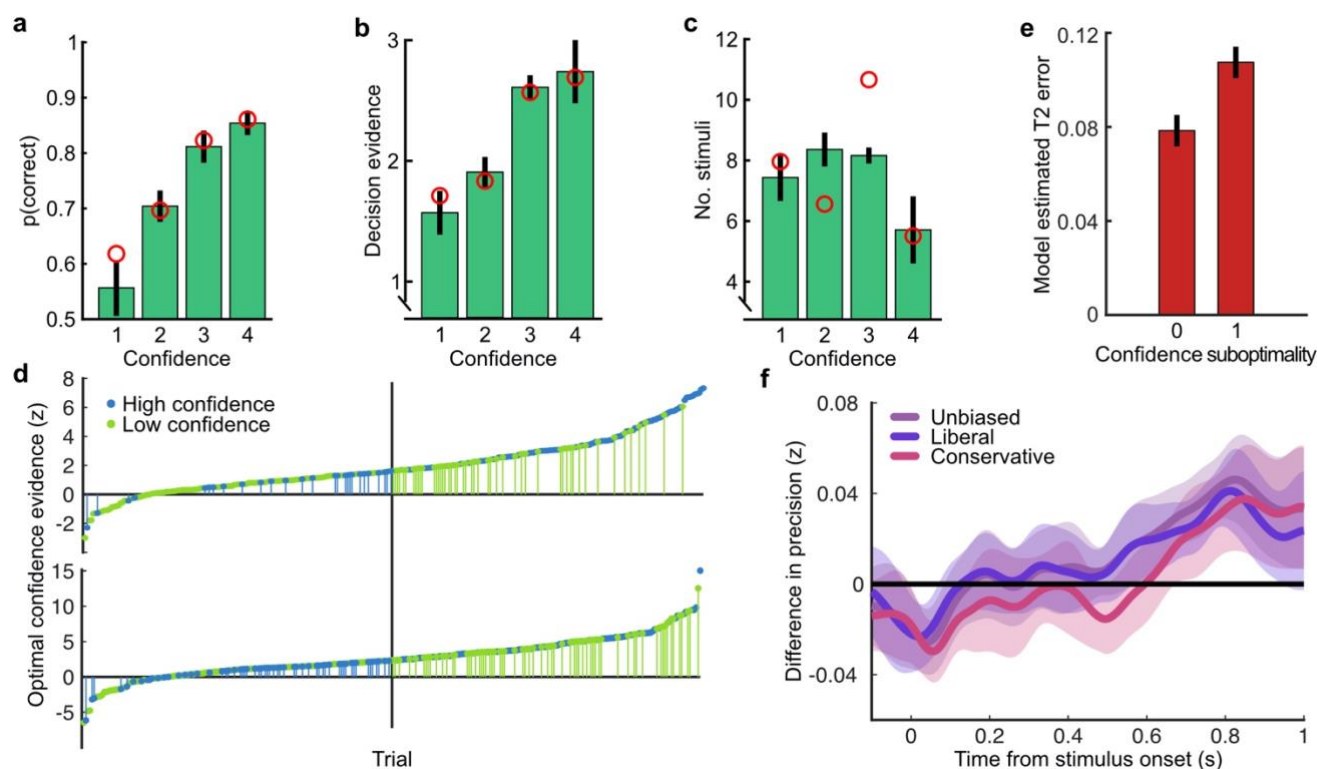 a
p(correct)
1
0.9
0.8
0.7
0.6
0.5
1 2 3 4
Confidence
b
Decision evidence
3
2
1
1 2 3 4
Confidence
c
No. stimuli
12
10
8
6
4
1 2 3 4
Confidence
e
Model estimated T2 error
0.12
0.08
0.04
0
0 1
Confidence suboptimality
d
Optimal confidence evidence (z)
8
6
4
2
0
-2
High confidence
Low confidence
15
10
5
0
-5
Trial
f
Difference in precision (z)
0.08
0.04
0
-0.04
Unbiased
Liberal
Conservative
0 0.2 0.4 0.6 0.8 1
Time from stimulus onset (s)